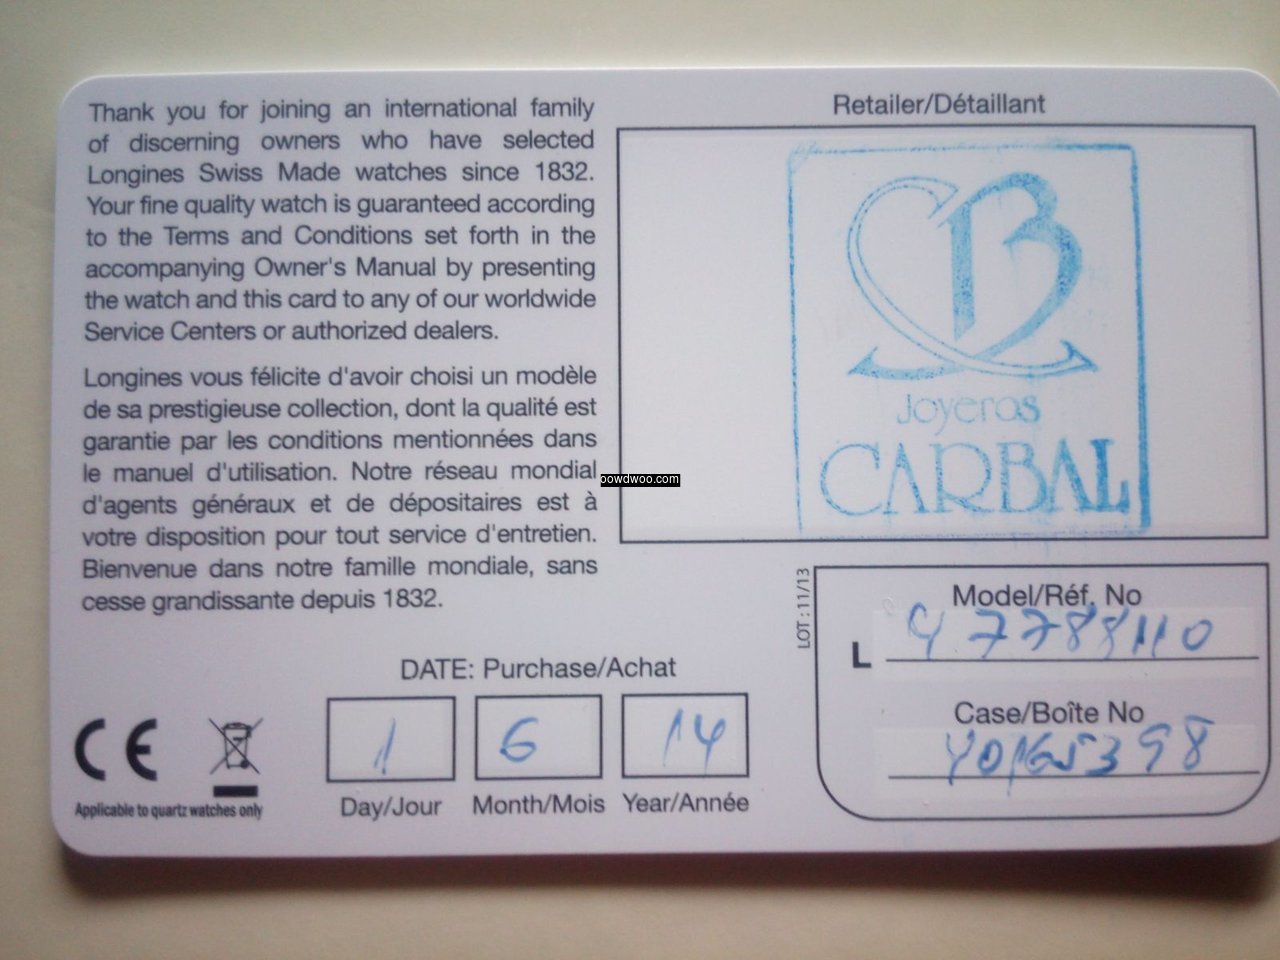 Thank you for joining an international family
of discerning owners who have selected
Longines Swiss Made watches since 1832.
Your fine quality watch is guaranteed according
to the Terms and Conditions set forth in the
accompanying Owner's Manual by presenting
the watch and this card to any of our worldwide
Service Centers or authorized dealers.
Longines vous félicite d'avoir choisi un modèle
de sa prestigieuse collection, dont la qualité est
garantie par les conditions mentionnées dans
le manuel d'utilisation. Notre réseau mondial
d'agents généraux et de dépositaires est à
votre disposition pour tout service d'entretien.
Bienvenue dans notre famille mondiale, sans
cesse grandissante depuis 1832.
DATE: Purchase/Achat
1 6 14
Day/Jour Month/Mois Year/Année
CE
Applicable to quartz watches only
Retailer/Détaillant
Joyeros
CARBAL
oowdwoo.com
LOT : 11/13
Model/Réf. No
L
Case/Boîte No